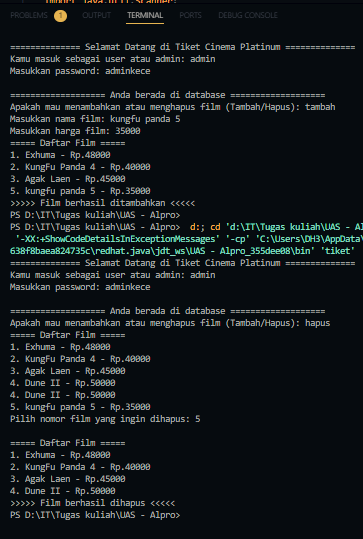 import java.util.Scanner;
PROBLEMS 1 OUTPUT TERMINAL PORTS DEBUG CONSOLE
============== Selamat Datang di Tiket Cinema Platinum ==============
Kamu masuk sebagai user atau admin: admin
Masukkan password: adminkece
=================== Anda berada di database ===================
Apakah mau menambahkan atau menghapus film (Tambah/Hapus): tambah
Masukkan nama film: kungfu panda 5
Masukkan harga film: 35000
===== Daftar Film =====
1. Exhuma - Rp.48000
2. KungFu Panda 4 - Rp.40000
3. Agak Laen - Rp.45000
5. kungfu panda 5 - Rp.35000
>>>>> Film berhasil ditambahkan <<<<<
PS D:\IT\Tugas kuliah\UAS - Alpro>
PS D:\IT\Tugas kuliah\UAS - Alpro>  d:; cd 'd:\IT\Tugas kuliah\UAS - Al
 '-XX:+ShowCodeDetailsInExceptionMessages' '-cp' 'C:\Users\DH3\AppData\
638f8baea824735c\redhat.java\jdt_ws\UAS - Alpro_355dee08\bin' 'tiket'
============== Selamat Datang di Tiket Cinema Platinum ==============
Kamu masuk sebagai user atau admin: admin
Masukkan password: adminkece
=================== Anda berada di database ===================
Apakah mau menambahkan atau menghapus film (Tambah/Hapus): hapus
===== Daftar Film =====
1. Exhuma - Rp.48000
2. KungFu Panda 4 - Rp.40000
3. Agak Laen - Rp.45000
4. Dune II - Rp.50000
4. Dune II - Rp.50000
5. kungfu panda 5 - Rp.35000
Pilih nomor film yang ingin dihapus: 5
===== Daftar Film =====
1. Exhuma - Rp.48000
2. KungFu Panda 4 - Rp.40000
3. Agak Laen - Rp.45000
4. Dune II - Rp.50000
>>>>> Film berhasil dihapus <<<<<
PS D:\IT\Tugas kuliah\UAS - Alpro>